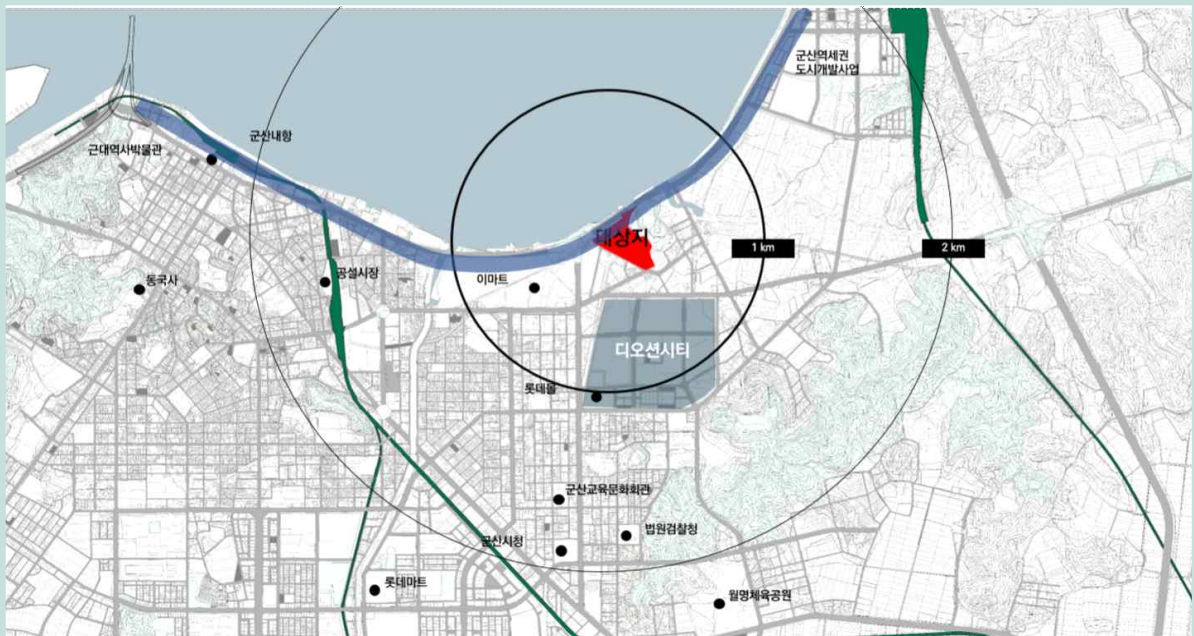 군산역세권
도시개발사업
군산내항
근대역사박물관
대상지
1 km
2 km
동국사
공설시장
이마트
디오션시티
롯데몰
군산교육문화회관
법원검찰청
군산시청
롯데마트
월명체육공원